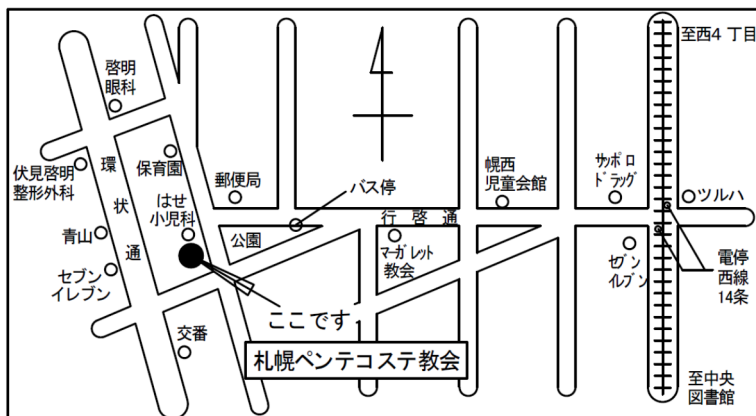 至西4 丁目
啓明
眼科
保育園
伏見啓明
整形外科
環
状
通
はせ
小児科
郵便局
バス停
幌西
児童会館
サッポロ
ドラッグ
ツルハ
青山
公園
行啓通
マーガレット
教会
セブン
イレブン
セブン
イレブン
電停
西線
14条
ここです
交番
札幌ペンテコステ教会
至中央
図書館